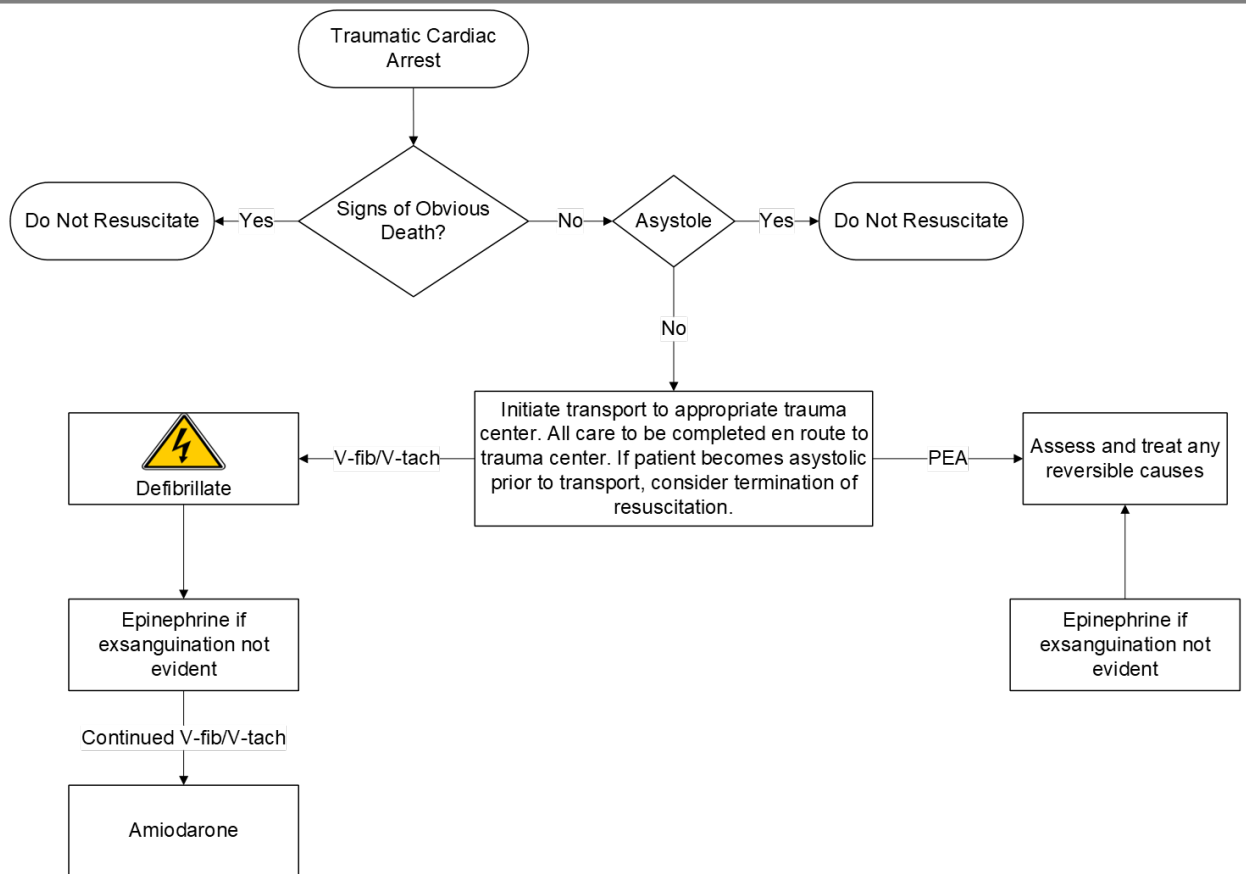 Traumatic Cardiac
Arrest
Do Not Resuscitate
Yes
Signs of Obvious
Death?
No
Asystole
Yes
Do Not Resuscitate
No
Initiate transport to appropriate trauma
center. All care to be completed en route to
trauma center. If patient becomes asystolic
prior to transport, consider termination of
resuscitation.
V-fib/V-tach
Defibrillate
PEA
Assess and treat any
reversible causes
Epinephrine if
exsanguination not
evident
Epinephrine if
exsanguination not
evident
Continued V-fib/V-tach
Amiodarone